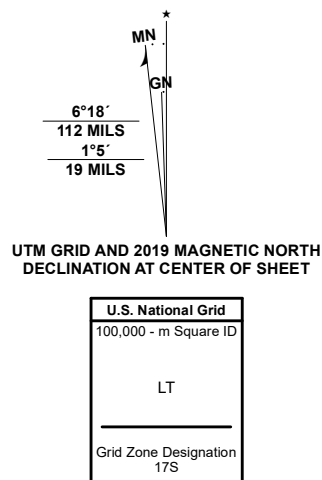 ★
MN
GN
6°18´
112 MILS
1°5´
19 MILS
UTM GRID AND 2019 MAGNETIC NORTH
DECLINATION AT CENTER OF SHEET
U.S. National Grid
100,000 - m Square ID
LT
Grid Zone Designation
17S